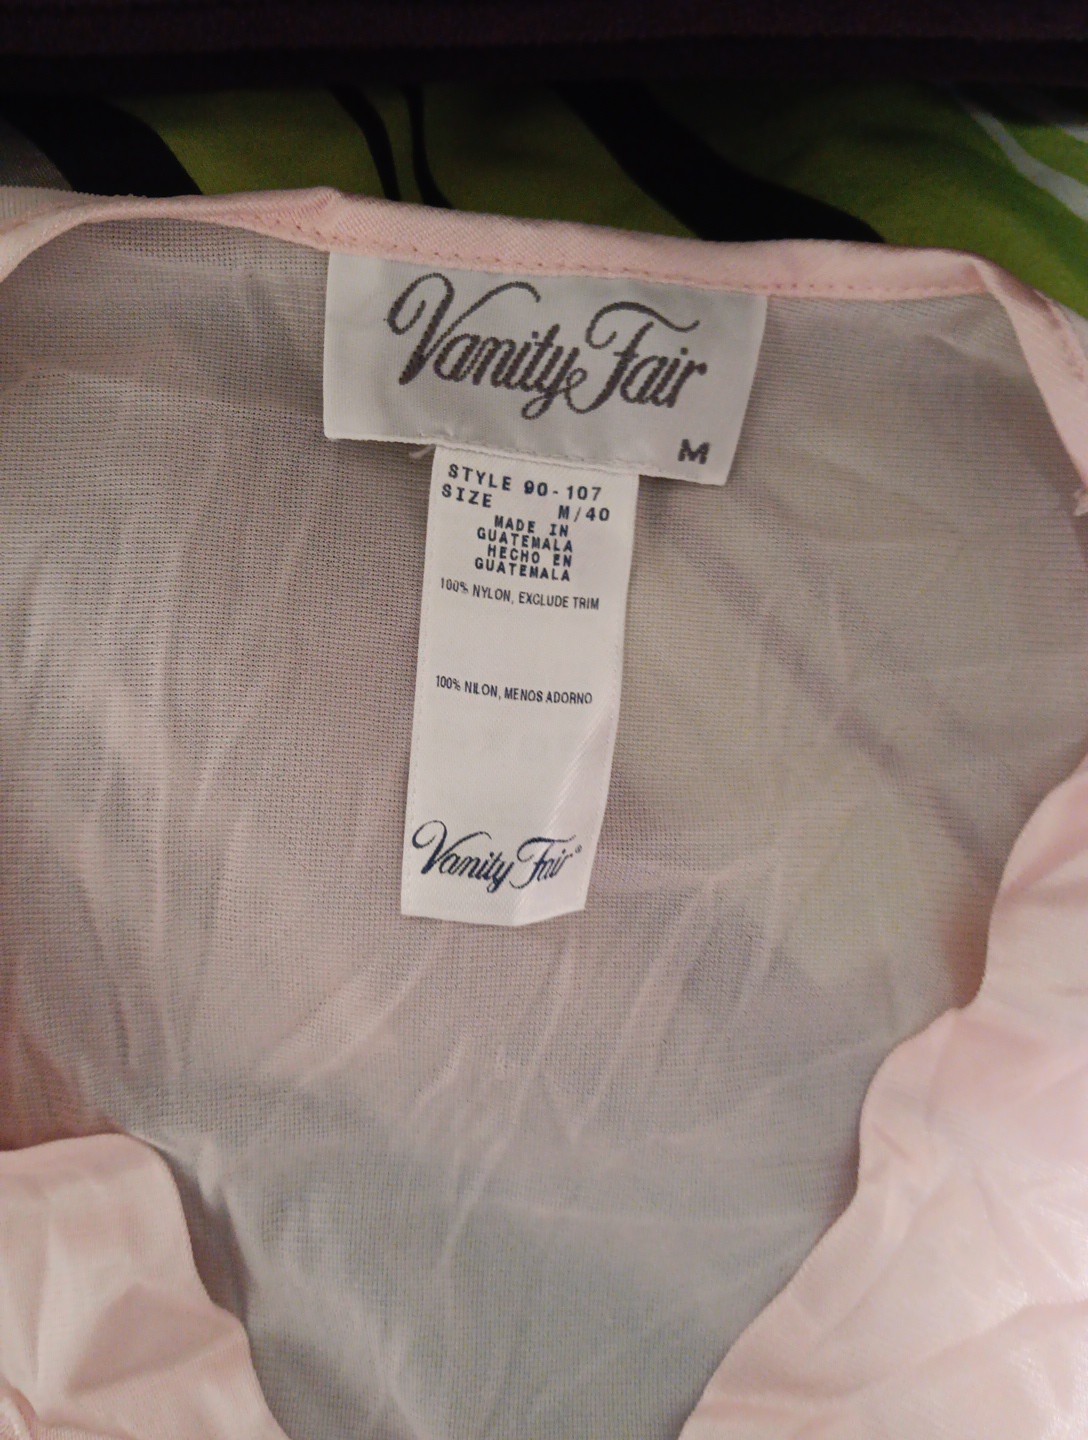 Vanity Fair
M
STYLE 90-107
SIZE M/40
MADE IN
GUATEMALA
HECHO EN
GUATEMALA
100% NYLON, EXCLUDE TRIM
100% NILON, MENOS ADORNO
Vanity Fair®